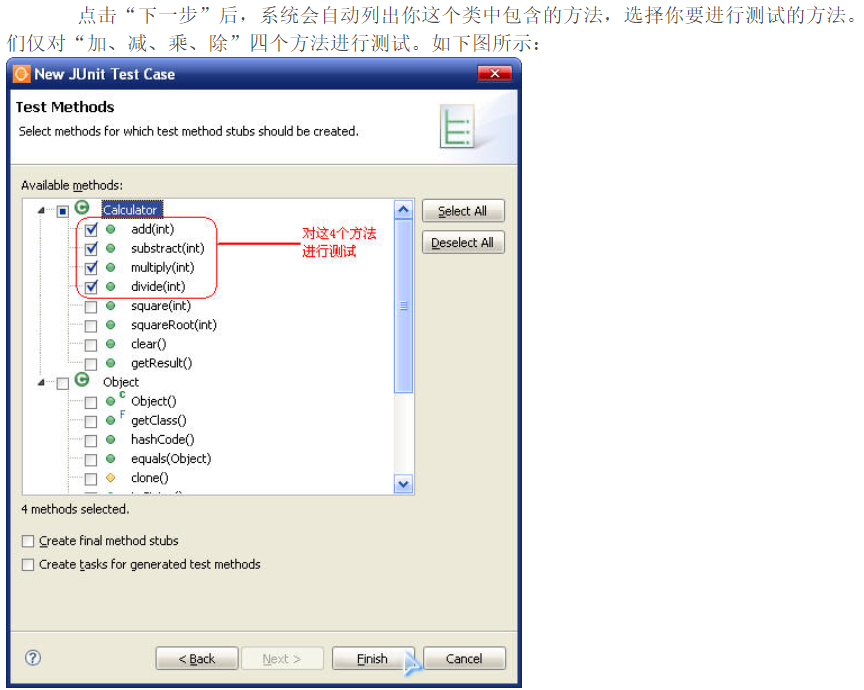 点击“下一步”后，系统会自动列出你这个类中包含的方法，选择你要进行测试的方法。
们仅对“加、减、乘、除”四个方法进行测试。如下图所示：
New JUnit Test Case
Test Methods
Select methods for which test method stubs should be created.
Available methods:
Calculator
add(int)
substract(int)
multiply(int)
divide(int)
square(int)
squareRoot(int)
clear()
getResult()
Object
Object()
getClass()
hashCode()
equals(Object)
clone()
对这4个方法
进行测试
Select All
Deselect All
4 methods selected.
Create final method stubs
Create tasks for generated test methods
< Back
Next >
Finish
Cancel